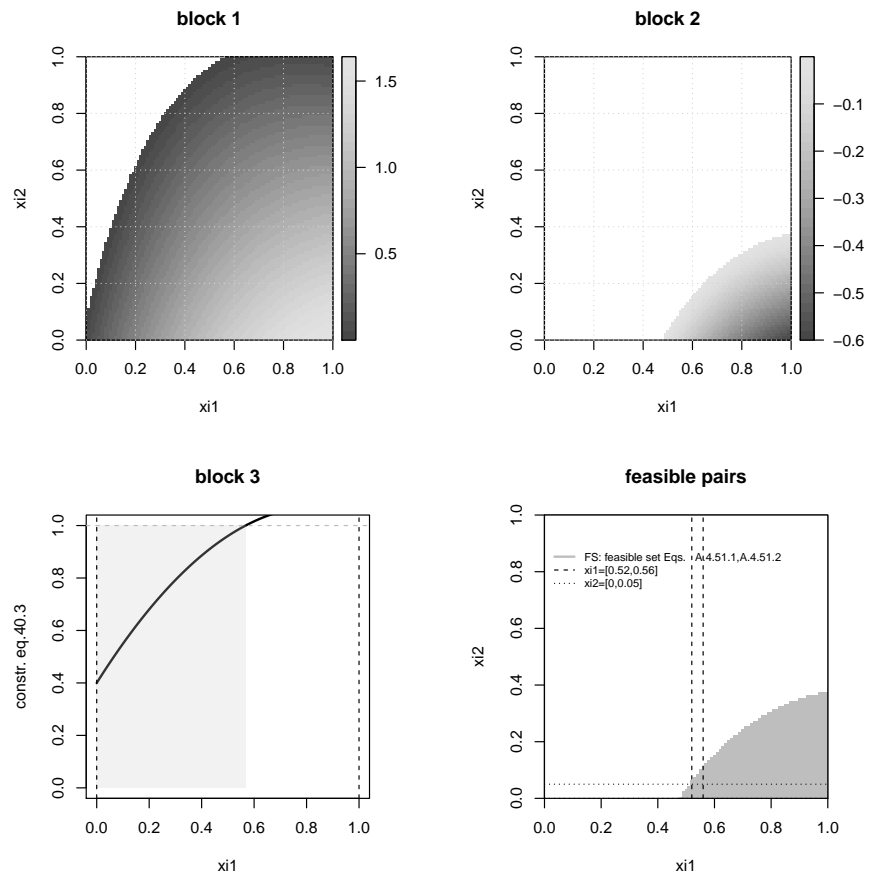 block 1
xi2
0.0 0.2 0.4 0.6 0.8 1.0
0.5 1.0 1.5
0.0 0.2 0.4 0.6 0.8 1.0
xi1
block 2
xi2
0.0 0.2 0.4 0.6 0.8 1.0
−0.1
−0.2
−0.3
−0.4
−0.5
−0.6
0.0 0.2 0.4 0.6 0.8 1.0
xi1
block 3
constr. eq.40.3
0.0 0.2 0.4 0.6 0.8 1.0
0.0 0.2 0.4 0.6 0.8 1.0
xi1
feasible pairs
xi2
0.0 0.2 0.4 0.6 0.8 1.0
FS: feasible set Eqs. A.4.51.1,A.4.51.2
xi1=[0.52,0.56]
xi2=[0,0.05]
0.0 0.2 0.4 0.6 0.8 1.0
xi1